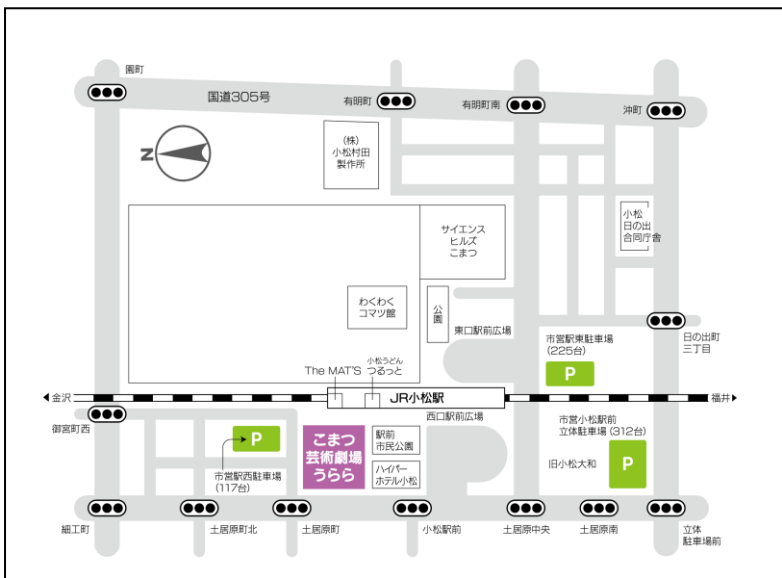 園町
国道305号
有明町
有明町南
沖町
N
(株)
小松村田
製作所
サイエンス
ヒルズ
こまつ
小松
日の出
合同庁舎
わくわく
コマツ館
公園
東口駅前広場
日の出町
三丁目
市営駅東駐車場
(225台)
P
The MAT'S
小松うどん
つるっと
金沢
JR小松駅
福井
御宮町西
西口駅前広場
市営小松駅前
立体駐車場(312台)
P
市営駅西駐車場
(117台)
こまつ
芸術劇場
うらら
駅前
市民公園
ハイパー
ホテル小松
旧小松大和
P
細工町
土居原町北
土居原町
小松駅前
土居原中央
土居原南
立体
駐車場前